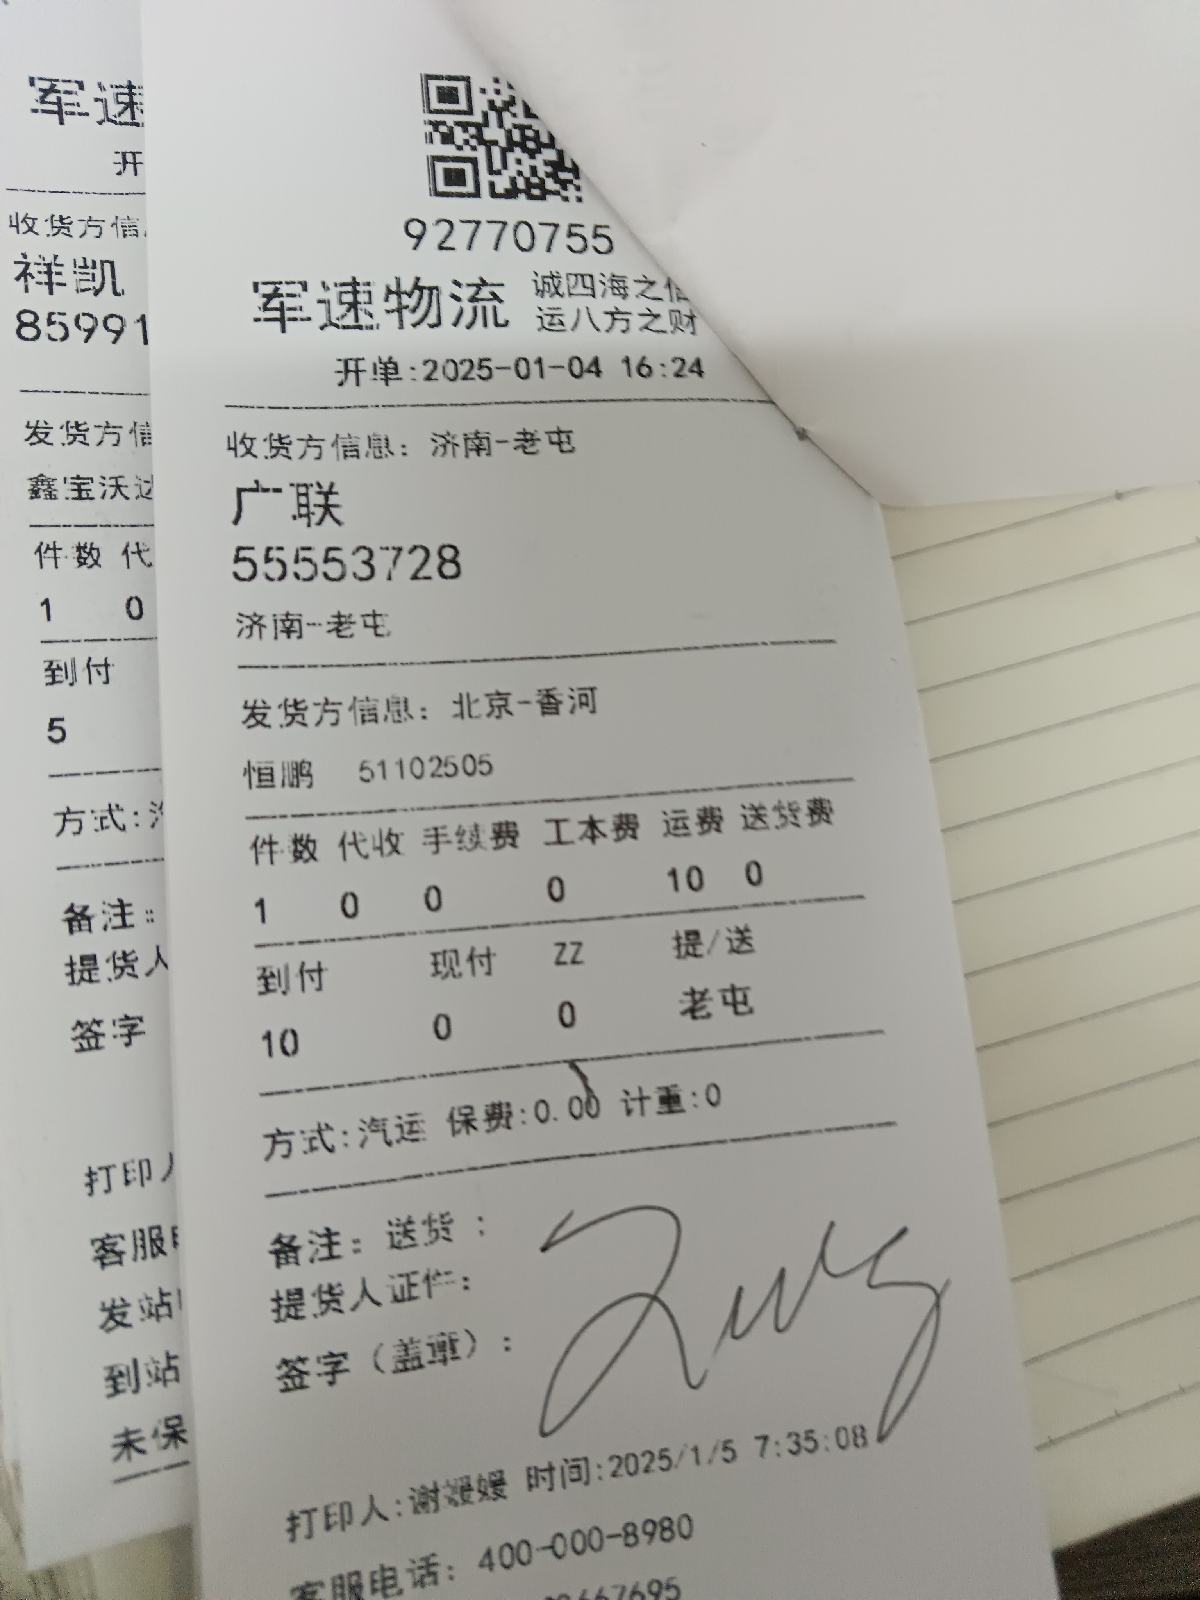 92770755
军速物流
诚四海之信
运八方之财
开单:2025-01-04 16:24
收货方信息: 济南-老屯
广联
55553728
济南-老屯
发货方信息: 北京-香河
恒鹏 51102505
件数 代收 手续费 工本费 运费 送货费
1 0 0 0 10 0
到付 现付 ZZ 提/送
10 0 0 老屯
方式:汽运 保费:0.00 计重:0
备注: 送货 :
提货人证件:
签字（盖章）:
打印人:谢媛媛 时间:2025/1/5 7:35:08
客服电话: 400-000-8980
军速
开
收货方信息
祥凯
85991
发货方信
鑫宝沃达
件数 代
1 0
到付
5
方式:汽
备注:
提货人
签字
打印人
客服电
发站
到站
未保